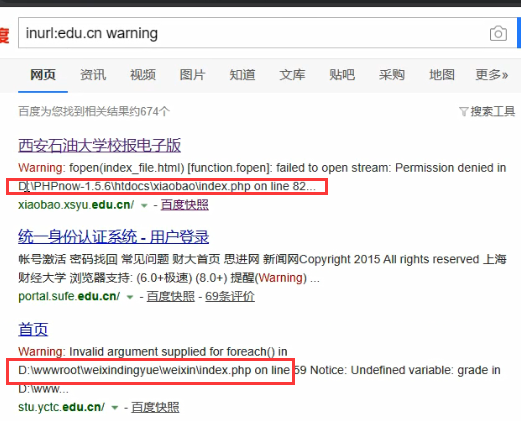 度
inurl:edu.cn warning
网页 资讯 视频 图片 知道 文库 贴吧 采购 地图 更多»
百度为您找到相关结果约674个 搜索工具
西安石油大学校报电子版
Warning: fopen(index_file.html) [function.fopen]: failed to open stream: Permission denied in
D:\PHPnow-1.5.6\htdocs\xiaobao\index.php on line 82...
xiaobao.xsyu.edu.cn/ - 百度快照
统一身份认证系统 - 用户登录
帐号激活 密码找回 常见问题 财大首页 思进网 新闻网Copyright 2015 All rights reserved 上海
财经大学 浏览器支持: (6.0+极速) (8.0+) 提醒(Warning) ...
portal.sufe.edu.cn/ - 百度快照 - 69条评价
首页
Warning: Invalid argument supplied for foreach() in
D:\wwwroot\weixindingyue\weixin\index.php on line 59 Notice: Undefined variable: grade in
D:\www...
stu.yctc.edu.cn/ - 百度快照